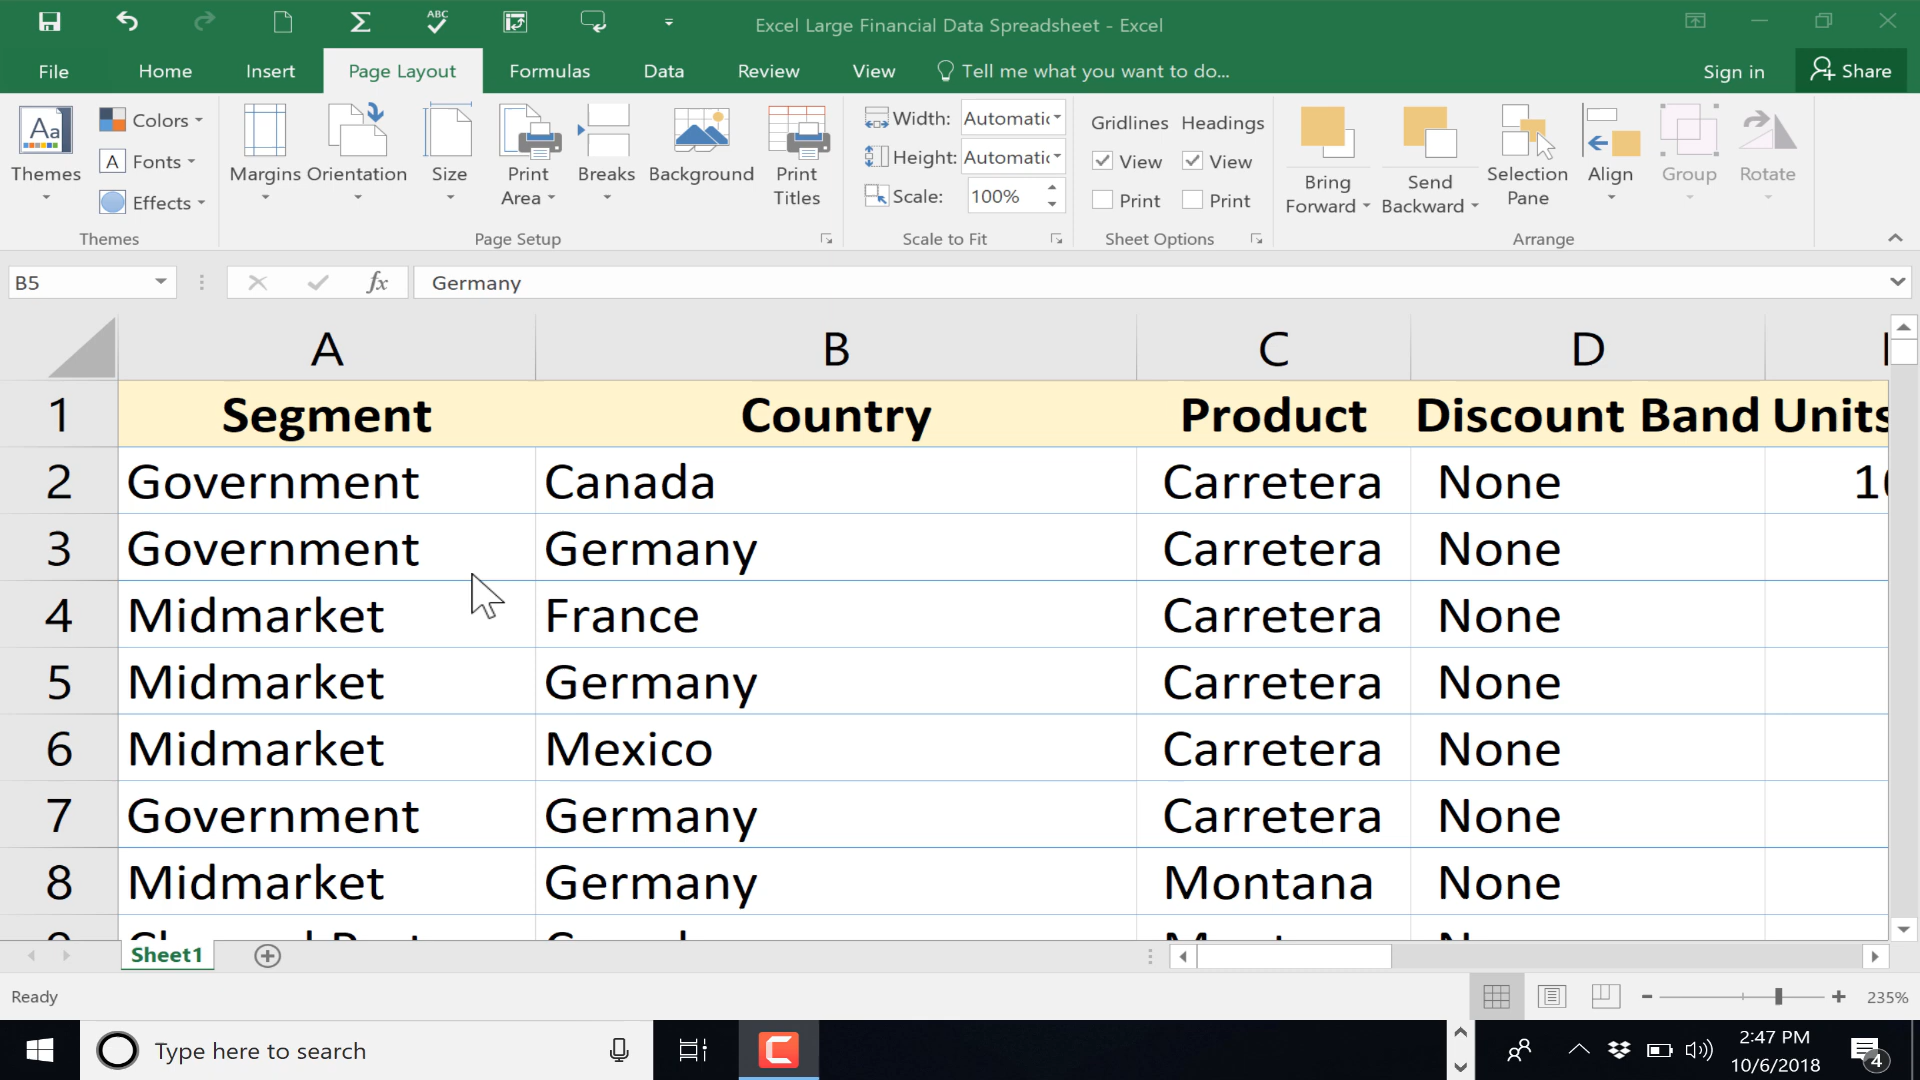 ABC
Excel Large Financial Data Spreadsheet - Excel
File Home Insert Page Layout Formulas Data Review View Tell me what you want to do... Sign in Share
Aa Colors Width: Automatic Gridlines Headings
A Fonts Height: Automatic View View
Themes Margins Orientation Size Print Area Breaks Background Print Titles
Effects Scale: 100% Print Print
Bring Forward Send Backward Selection Pane Align Group Rotate
Themes Page Setup Scale to Fit Sheet Options Arrange
B5 fx Germany
A B C D
1 Segment Country Product Discount Band Units
2 Government Canada Carretera None
3 Government Germany Carretera None
4 Midmarket France Carretera None
5 Midmarket Germany Carretera None
6 Midmarket Mexico Carretera None
7 Government Germany Carretera None
8 Midmarket Germany Montana None
Sheet1
Ready 235%
Type here to search C 2:47 PM
10/6/2018 4